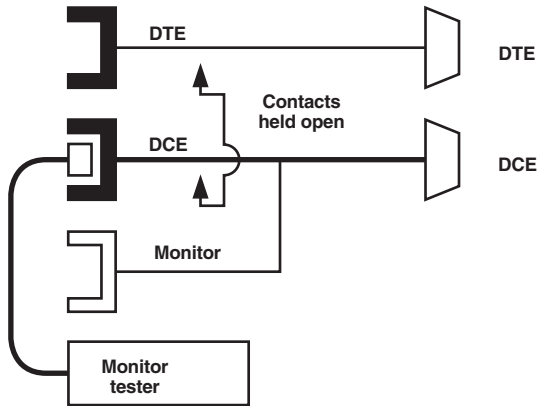 DTE
DTE
Contacts
held open
DCE
DCE
Monitor
Monitor
tester